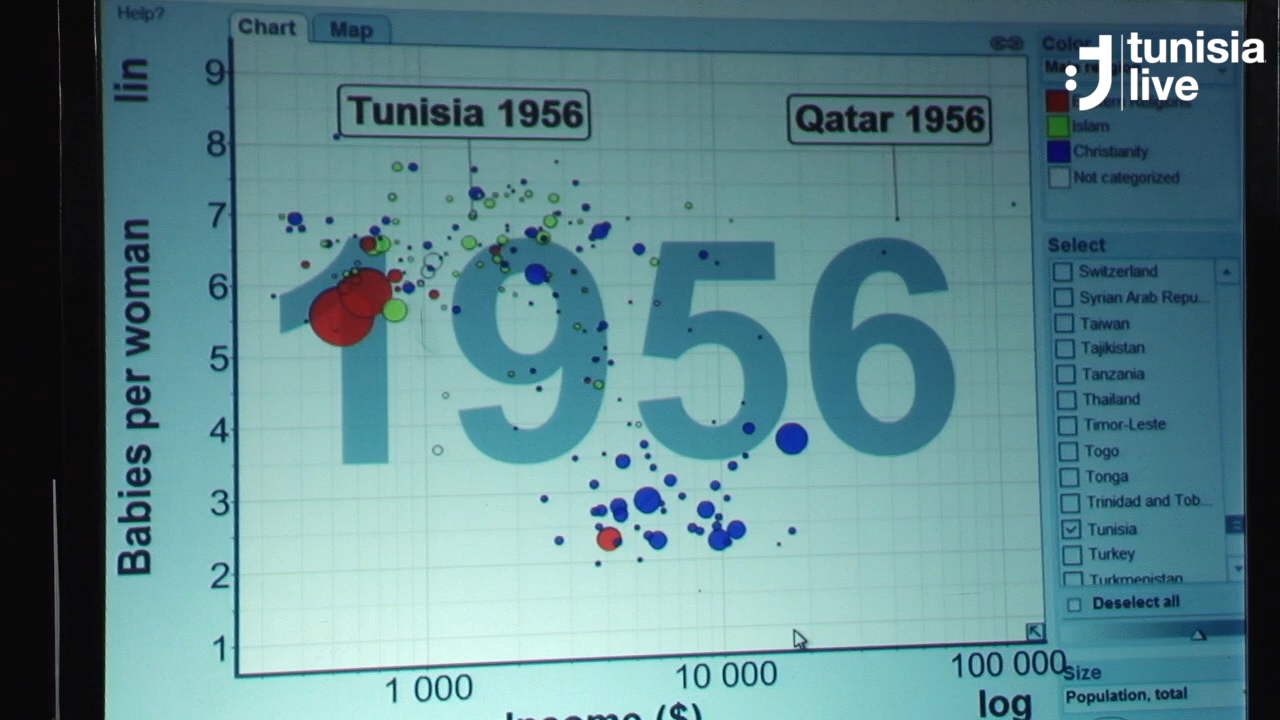 Help?
Chart
Map
lin
Babies per woman
9
8
7
6
5
4
3
2
1
Tunisia 1956
Qatar 1956
1956
1 000
10 000
100 000
log
Income ($)
tunisia
live
Color
Islam
Christianity
Not categorized
Select
Switzerland
Syrian Arab Repu...
Taiwan
Tajikistan
Tanzania
Thailand
Timor-Leste
Togo
Tonga
Trinidad and Tob...
Tunisia
Turkey
Turkmenistan
Deselect all
Size
Population, total